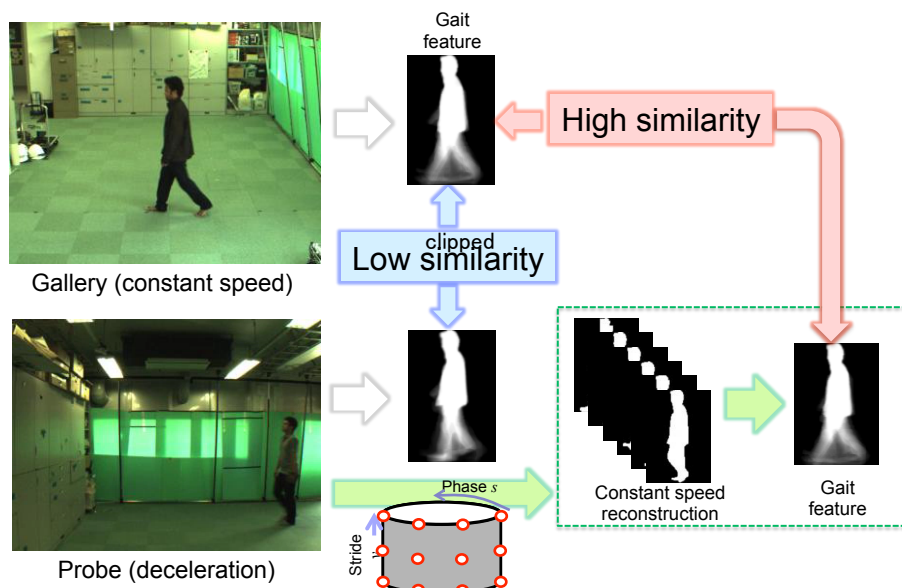 Gait
feature
High similarity
clipped
Low similarity
Gallery (constant speed)
Phase s
Stride
Constant speed
reconstruction
Gait
feature
Probe (deceleration)